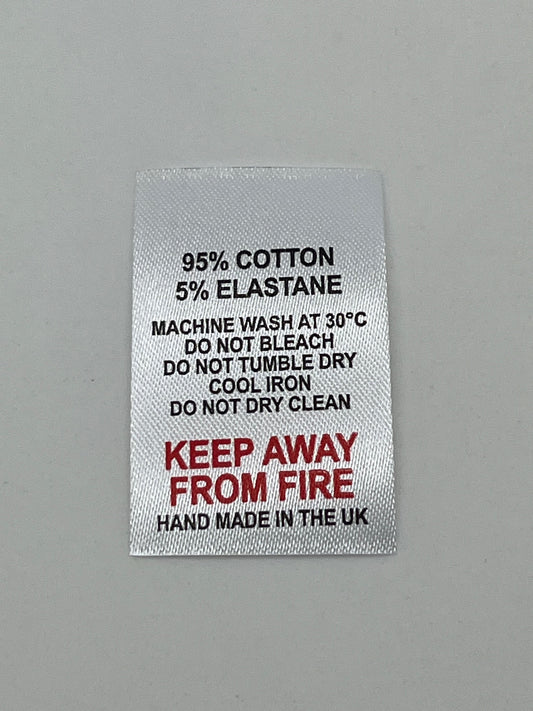 95% COTTON
5% ELASTANE
MACHINE WASH AT 30°C
DO NOT BLEACH
DO NOT TUMBLE DRY
COOL IRON
DO NOT DRY CLEAN
KEEP AWAY
FROM FIRE
HAND MADE IN THE UK